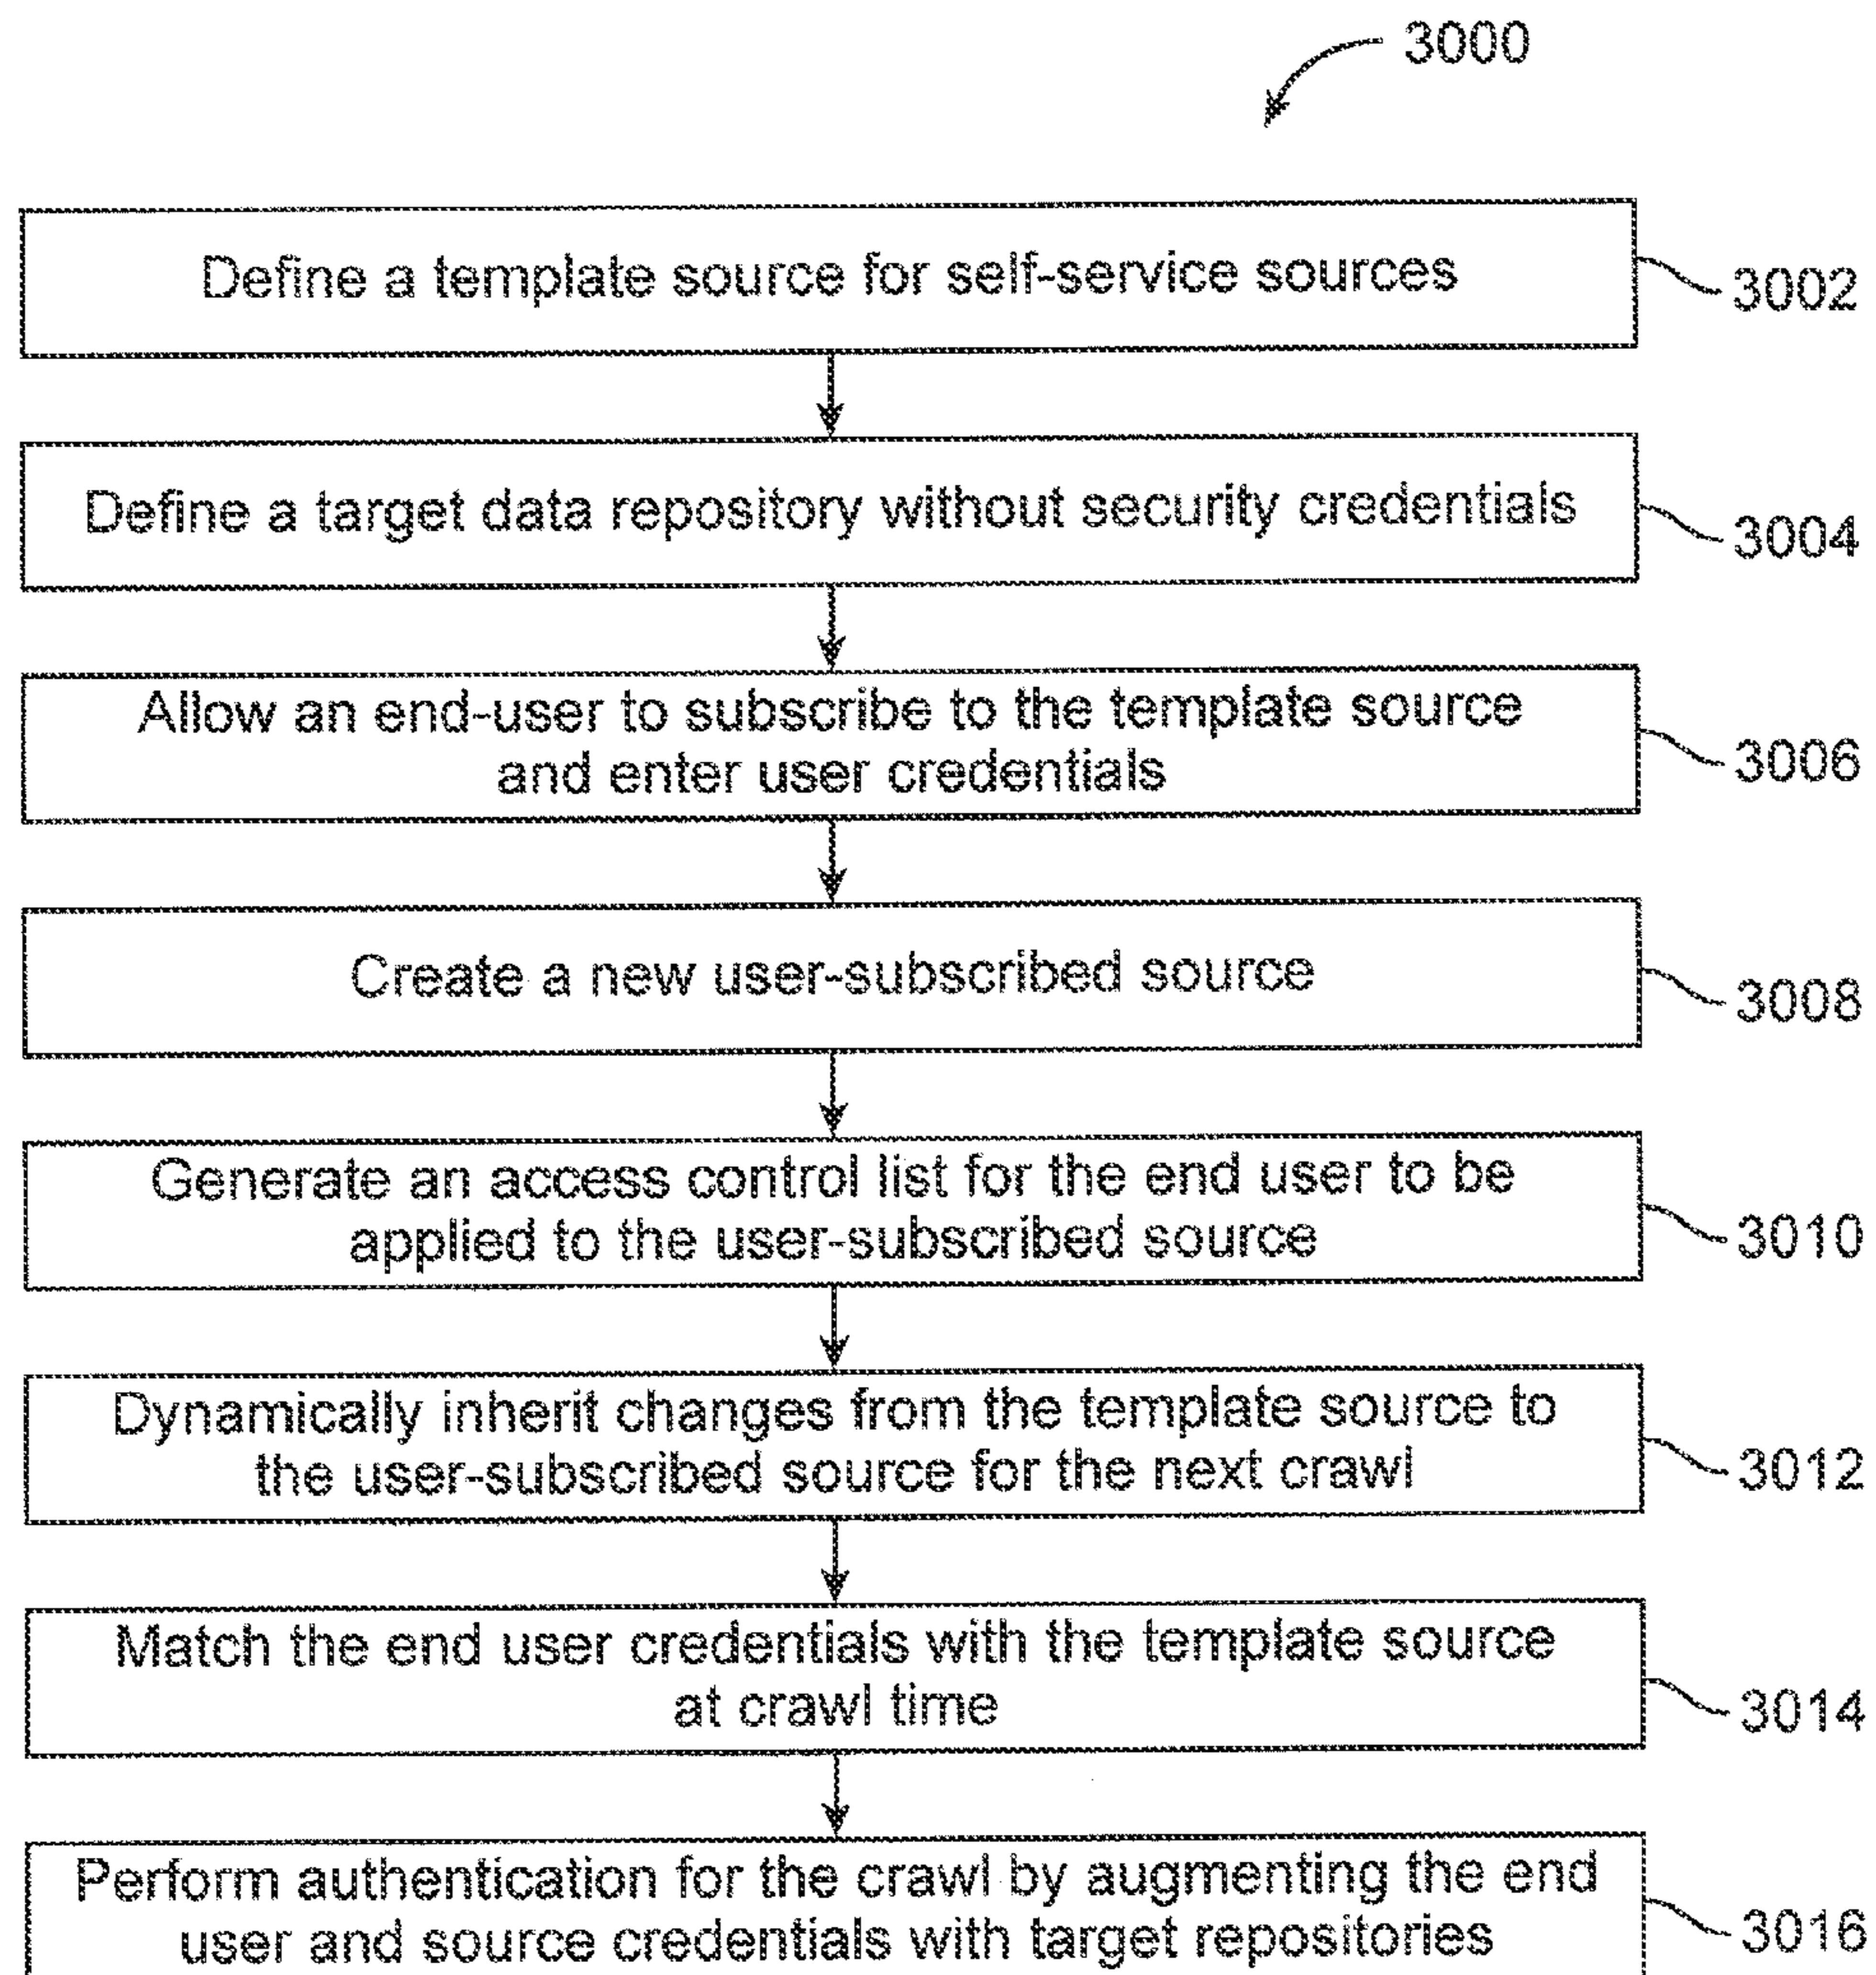 3000
Define a template source for self-service sources
3002
Define a target data repository without security credentials
3004
Allow an end-user to subscribe to the template source
and enter user credentials
3006
Create a new user-subscribed source
3008
Generate an access control list for the end user to be
applied to the user-subscribed source
3010
Dynamically inherit changes from the template source to
the user-subscribed source for the next crawl
3012
Match the end user credentials with the template source
at crawl time
3014
Perform authentication for the crawl by augmenting the end
user and source credentials with target repositories
3016